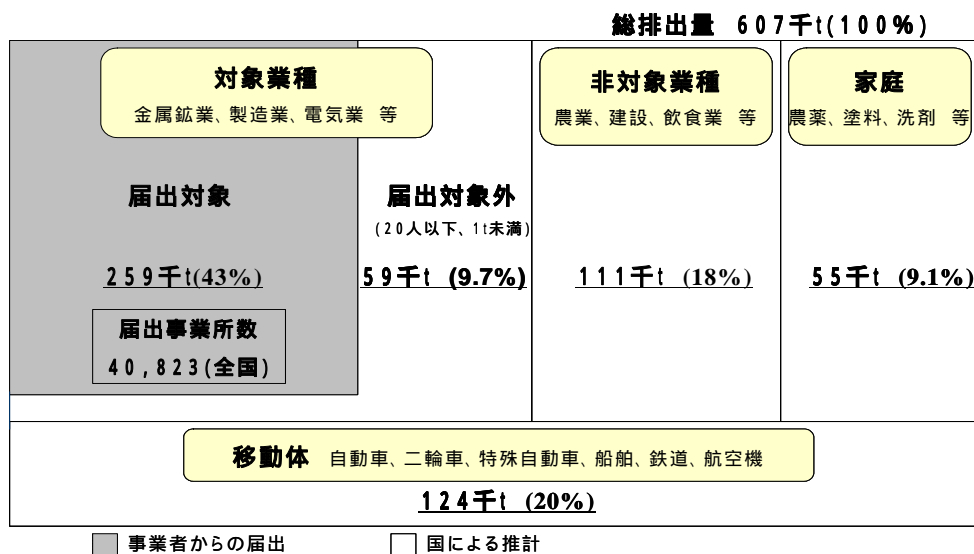 総排出量 607千t(100%)
対象業種
金属鉱業、製造業、電気業 等
非対象業種
農業、建設、飲食業 等
家庭
農薬、塗料、洗剤 等
届出対象
届出対象外
(20人以下、1t未満)
259千t(43%)
59千t (9.7%)
111千t (18%)
55千t (9.1%)
届出事業所数
40,823(全国)
移動体 自動車、二輪車、特殊自動車、船舶、鉄道、航空機
124千t (20%)
事業者からの届出
国による推計